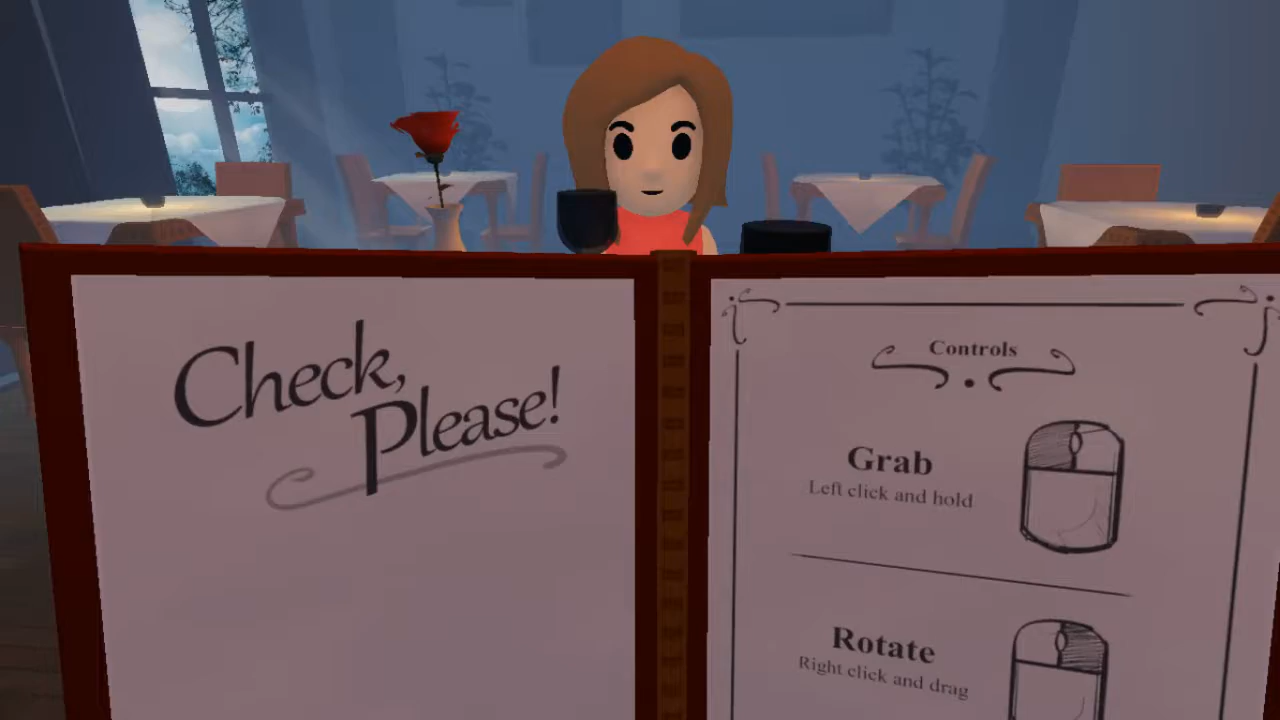 Check,
Please!
Controls
Grab
Left click and hold
Rotate
Right click and drag